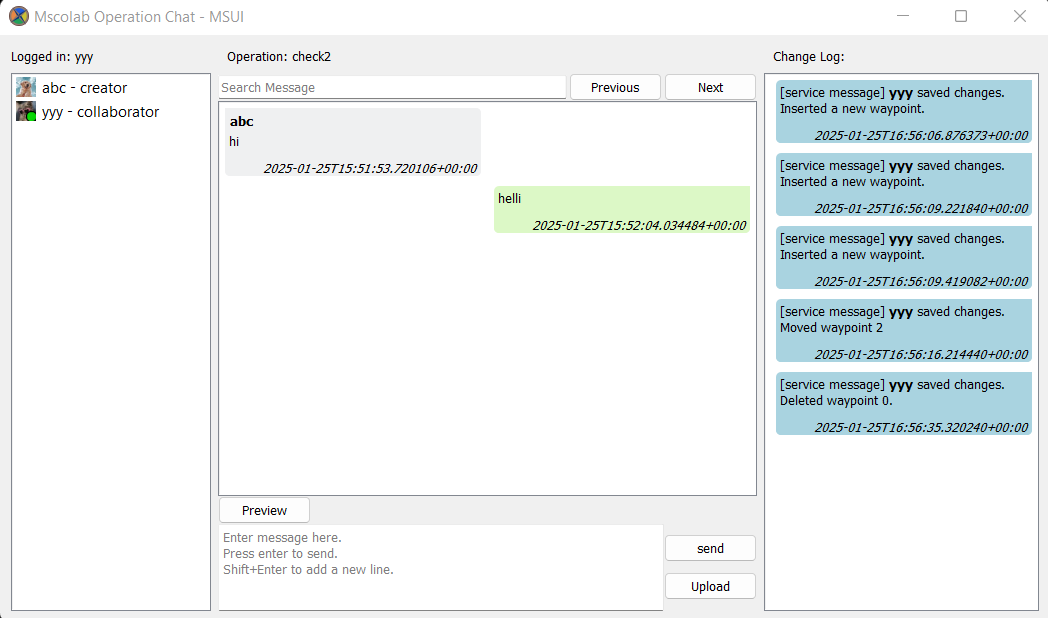 Mscolab Operation Chat - MSUI
Logged in: yyy
abc - creator
yyy - collaborator
Operation: check2
Search Message
Previous
Next
abc
hi
2025-01-25T15:51:53.720106+00:00
helli
2025-01-25T15:52:04.034484+00:00
Preview
Enter message here.
Press enter to send.
Shift+Enter to add a new line.
send
Upload
Change Log:
[service message] yyy saved changes.
Inserted a new waypoint.
2025-01-25T16:56:06.876373+00:00
[service message] yyy saved changes.
Inserted a new waypoint.
2025-01-25T16:56:09.221840+00:00
[service message] yyy saved changes.
Inserted a new waypoint.
2025-01-25T16:56:09.419082+00:00
[service message] yyy saved changes.
Moved waypoint 2
2025-01-25T16:56:16.214440+00:00
[service message] yyy saved changes.
Deleted waypoint 0.
2025-01-25T16:56:35.320240+00:00